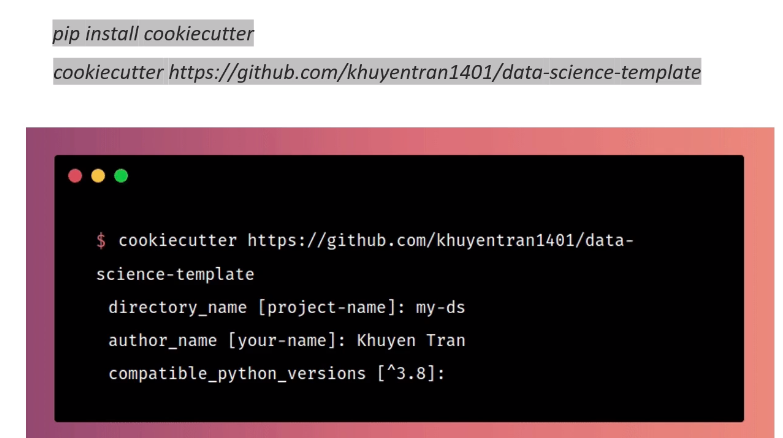 pip install cookiecutter
cookiecutter https://github.com/khuyentran1401/data-science-template
$ cookiecutter https://github.com/khuyentran1401/data-
science-template
directory_name [project-name]: my-ds
author_name [your-name]: Khuyen Tran
compatible_python_versions [^3.8]: